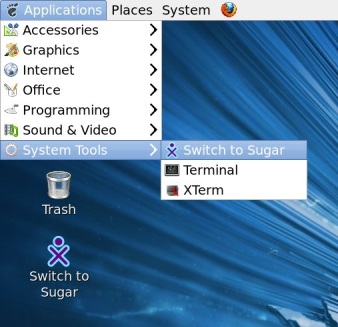 Applications Places System
Accessories
Graphics
Internet
Office
Programming
Sound & Video
System Tools
Switch to Sugar
Terminal
XTerm
Trash
Switch to
Sugar